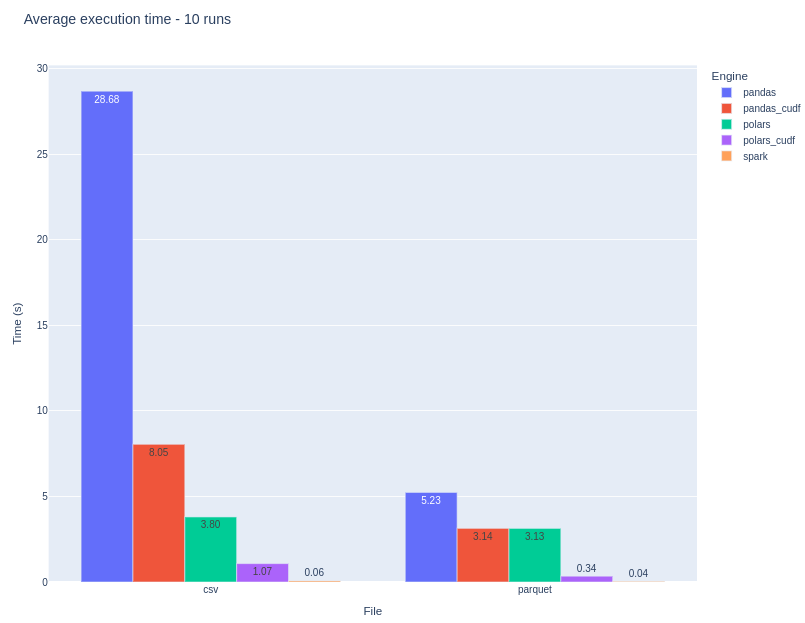 Average execution time - 10 runs
Engine
pandas
pandas_cudf
polars
polars_cudf
spark
30
25
20
15
10
5
0
Time (s)
28.68
8.05
3.80
1.07
0.06
5.23
3.14
3.13
0.34
0.04
csv
parquet
File